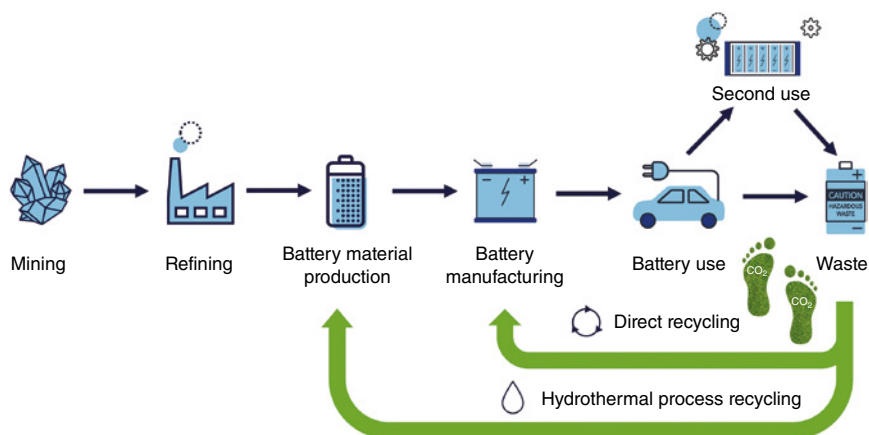 Second use
Mining
Refining
Battery material
production
Battery
manufacturing
Battery use
Waste
CAUTION
HAZARDOUS
WASTE
CO₂
CO₂
Direct recycling
Hydrothermal process recycling